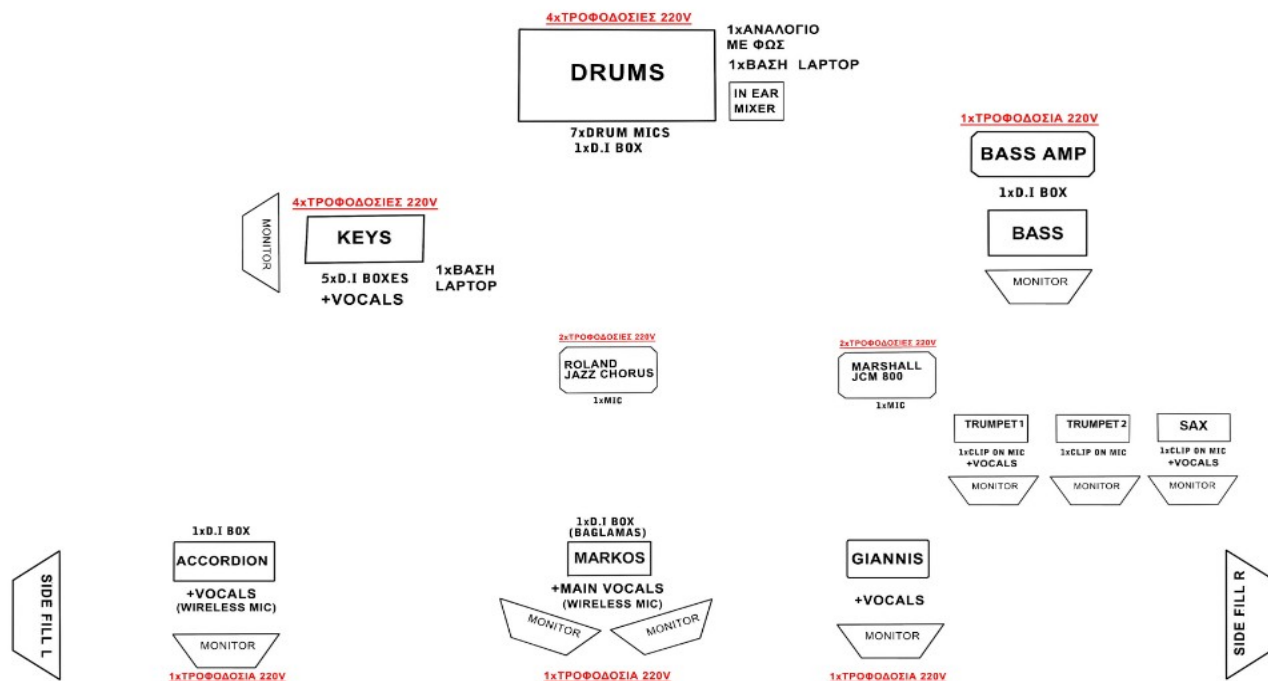 4xΤΡΟΦΟΔΟΣΙΕΣ 220V
DRUMS
1xΑΝΑΛΟΓΙΟ
ΜΕ ΦΩΣ
1xΒΑΣΗ LAPTOP
IN EAR
MIXER
7xDRUM MICS
1xD.I BOX
1xΤΡΟΦΟΔΟΣΙΑ 220V
BASS AMP
1xD.I BOX
BASS
MONITOR
MONITOR
4xΤΡΟΦΟΔΟΣΙΕΣ 220V
KEYS
5xD.I BOXES
+VOCALS
1xΒΑΣΗ
LAPTOP
2xΤΡΟΦΟΔΟΣΙΕΣ 220V
ROLAND
JAZZ CHORUS
1xMIC
2xΤΡΟΦΟΔΟΣΙΕΣ 220V
MARSHALL
JCM 800
1xMIC
TRUMPET 1
1xCLIP ON MIC
+VOCALS
MONITOR
TRUMPET 2
1xCLIP ON MIC
MONITOR
SAX
1xCLIP ON MIC
+VOCALS
MONITOR
SIDE FILL L
1xD.I BOX
ACCORDION
+VOCALS
(WIRELESS MIC)
MONITOR
1xΤΡΟΦΟΔΟΣΙΑ 220V
1xD.I BOX
(BAGLAMAS)
MARKOS
+MAIN VOCALS
(WIRELESS MIC)
MONITOR
MONITOR
1xΤΡΟΦΟΔΟΣΙΑ 220V
GIANNIS
+VOCALS
MONITOR
1xΤΡΟΦΟΔΟΣΙΑ 220V
SIDE FILL R